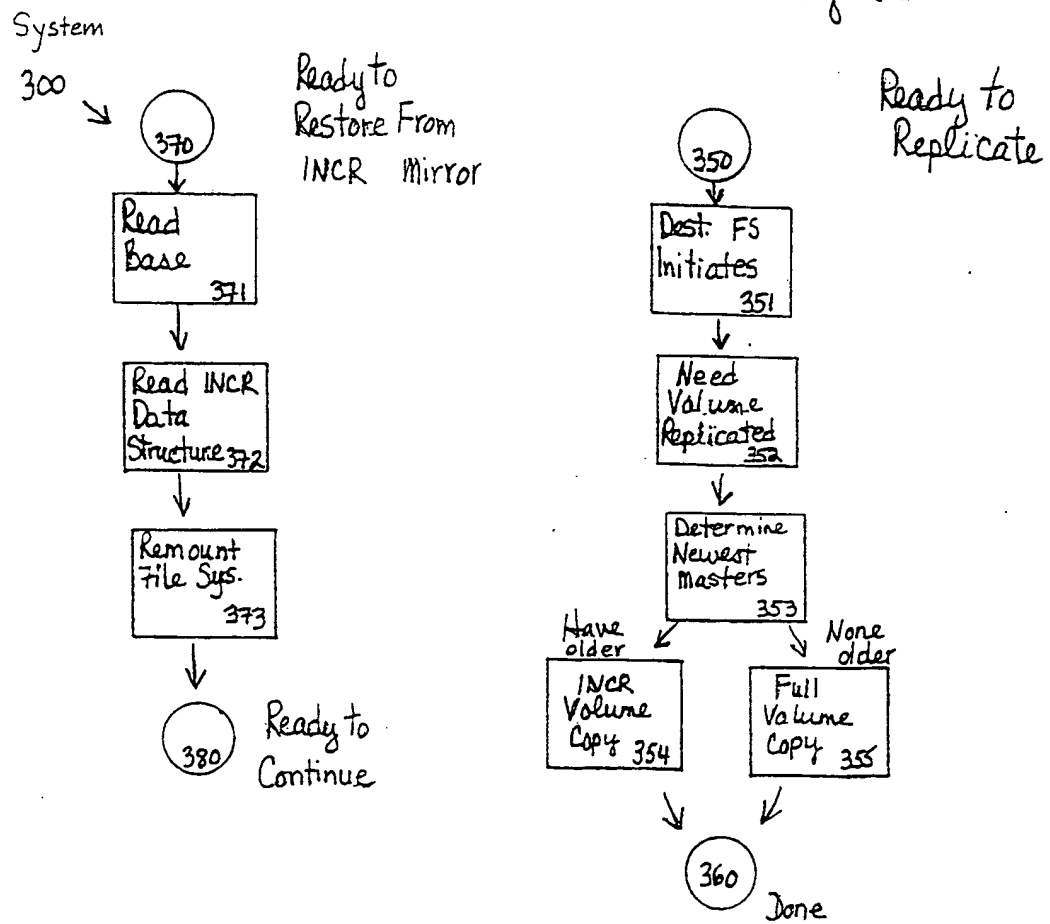 System
300
370
Ready to
Restore From
INCR Mirror
Read
Base
371
Read INCR
Data
Structure 372
Remount
File Sys.
373
380
Ready to
Continue
350
Ready to
Replicate
Dest. FS
Initiates
351
Need
Volume
Replicated
352
Determine
Newest
Masters
353
Have
older
None
older
INCR
Volume
Copy 354
Full
Volume
Copy 355
360
Done